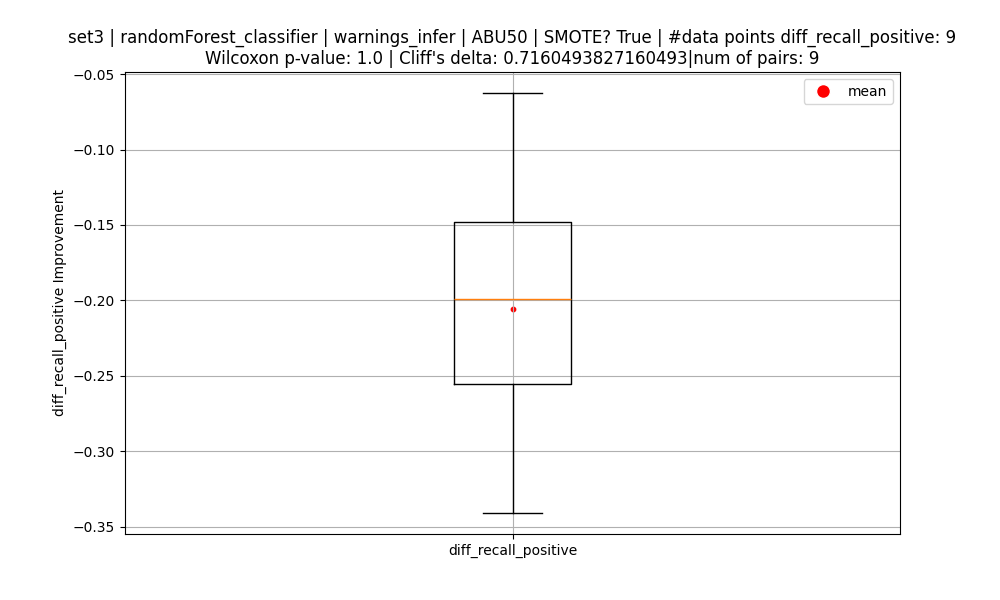 set3 | randomForest_classifier | warnings_infer | ABU50 | SMOTE? True | #data points diff_recall_positive: 9
Wilcoxon p-value: 1.0 | Cliff's delta: 0.7160493827160493|num of pairs: 9
mean
−0.05
−0.10
−0.15
−0.20
−0.25
−0.30
−0.35
diff_recall_positive Improvement
diff_recall_positive